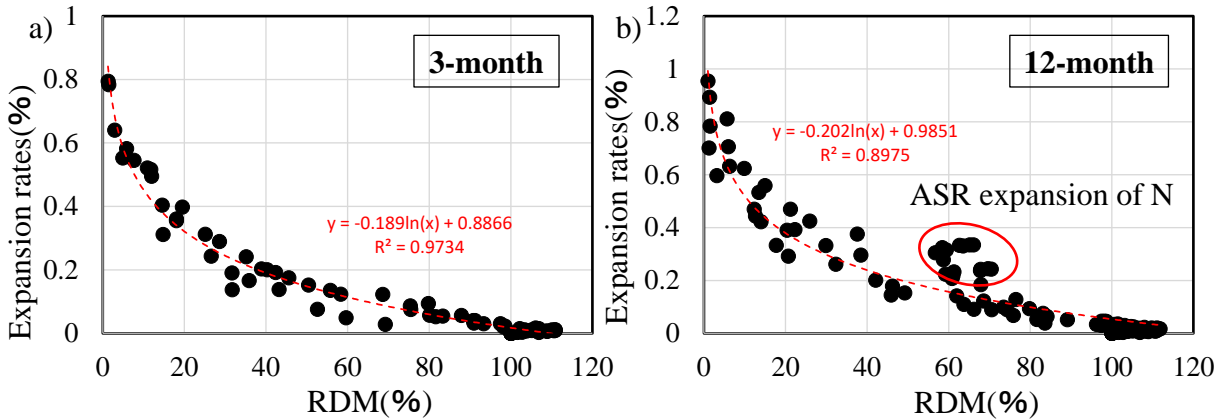 a)
3-month
Expansion rates(%)
1
0.8
0.6
0.4
0.2
0
y = -0.189ln(x) + 0.8866
R² = 0.9734
0 20 40 60 80 100 120
RDM(%)
b)
12-month
Expansion rates(%)
1.2
1
0.8
0.6
0.4
0.2
0
y = -0.202ln(x) + 0.9851
R² = 0.8975
ASR expansion of N
0 20 40 60 80 100 120
RDM(%)